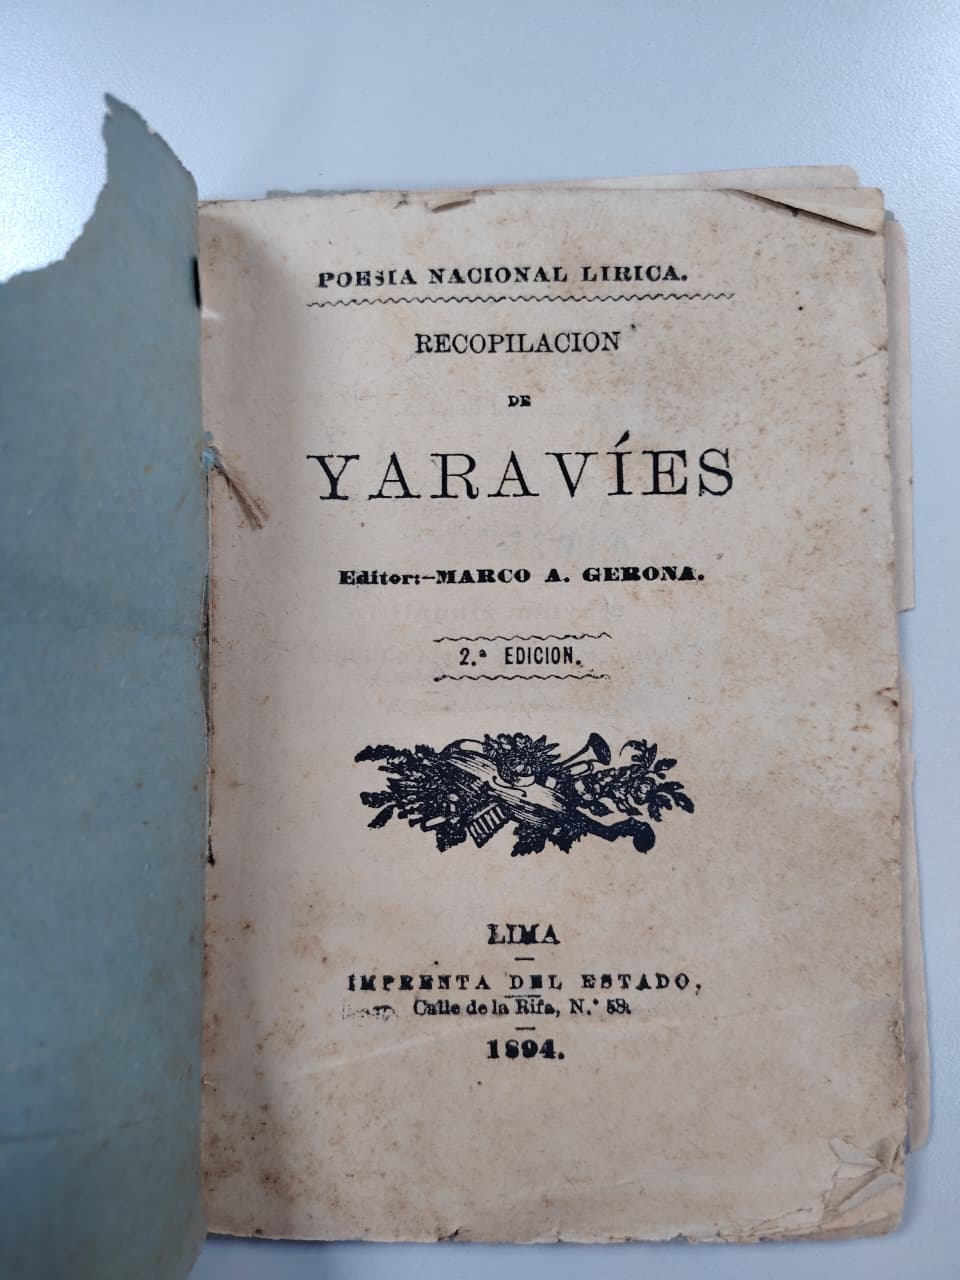 POESIA NACIONAL LIRICA.
RECOPILACION
DE
YARAVÍES
Editor:-MARCO A. GERONA.
2.ª EDICION.
LIMA
IMPRENTA DEL ESTADO,
Calle de la Rifa, N.° 58.
1894.